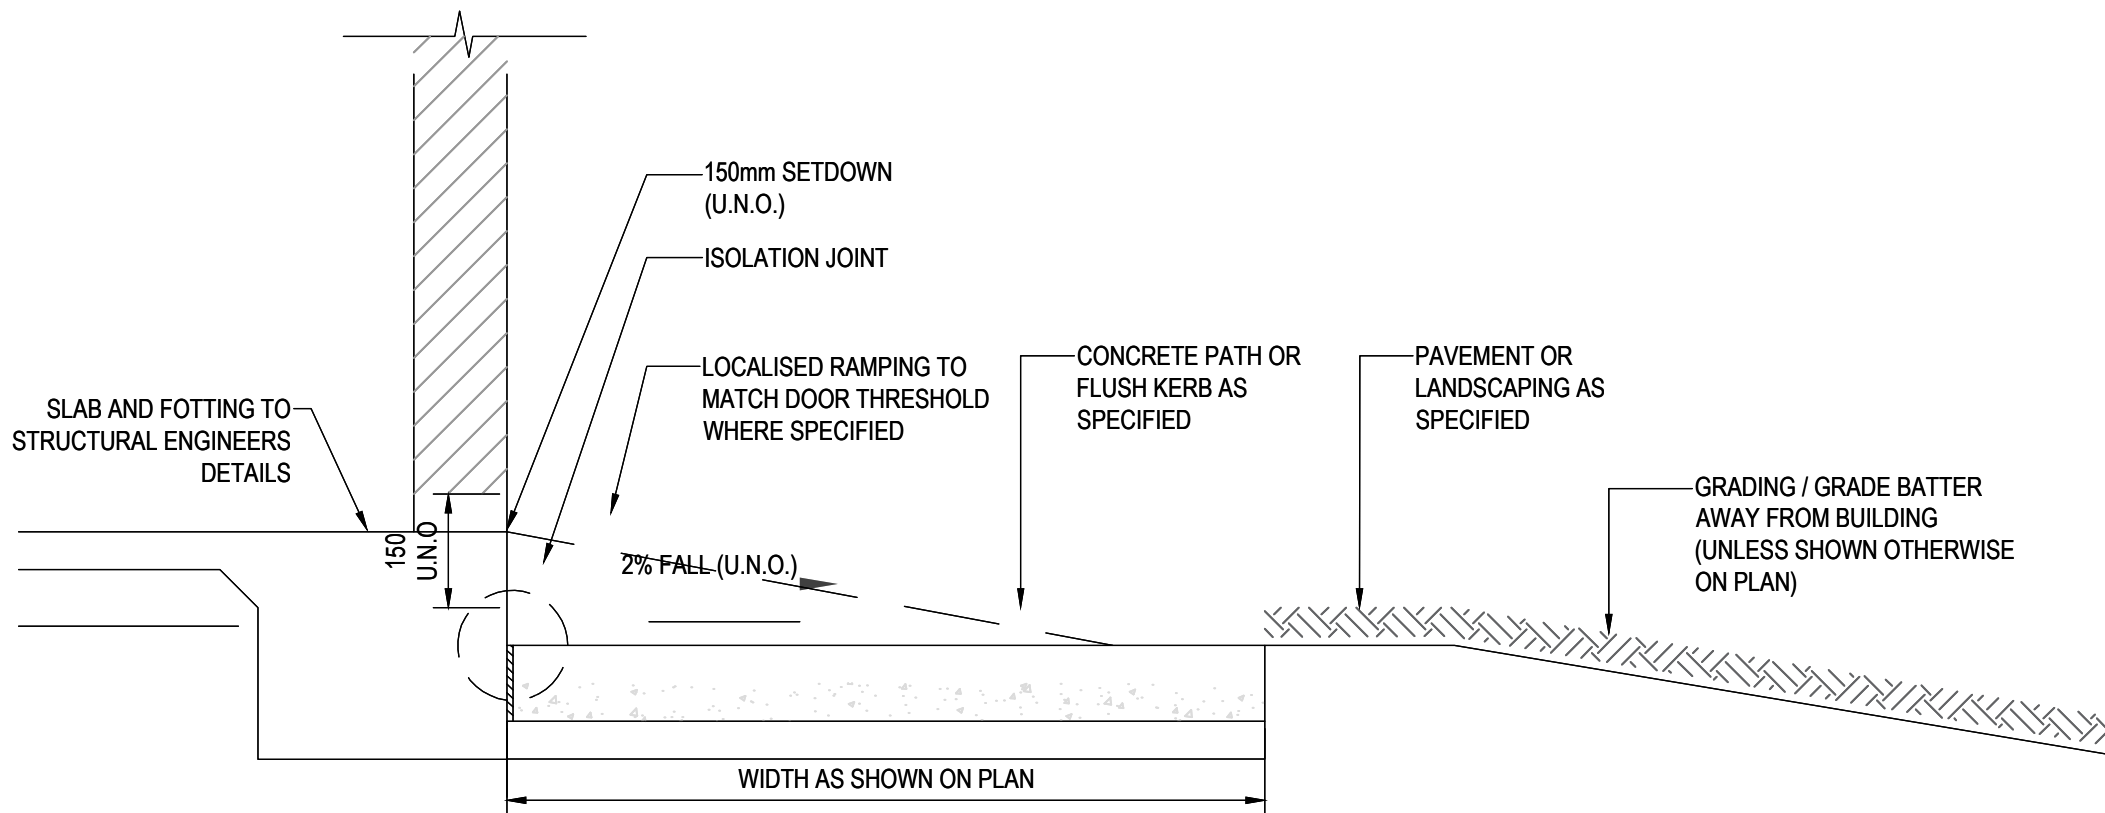 150mm SETDOWN
(U.N.O.)
ISOLATION JOINT
LOCALISED RAMPING TO
MATCH DOOR THRESHOLD
WHERE SPECIFIED
CONCRETE PATH OR
FLUSH KERB AS
SPECIFIED
PAVEMENT OR
LANDSCAPING AS
SPECIFIED
SLAB AND FOTTING TO
STRUCTURAL ENGINEERS
DETAILS
GRADING / GRADE BATTER
AWAY FROM BUILDING
(UNLESS SHOWN OTHERWISE
ON PLAN)
150
U.N.O
2% FALL (U.N.O.)
WIDTH AS SHOWN ON PLAN